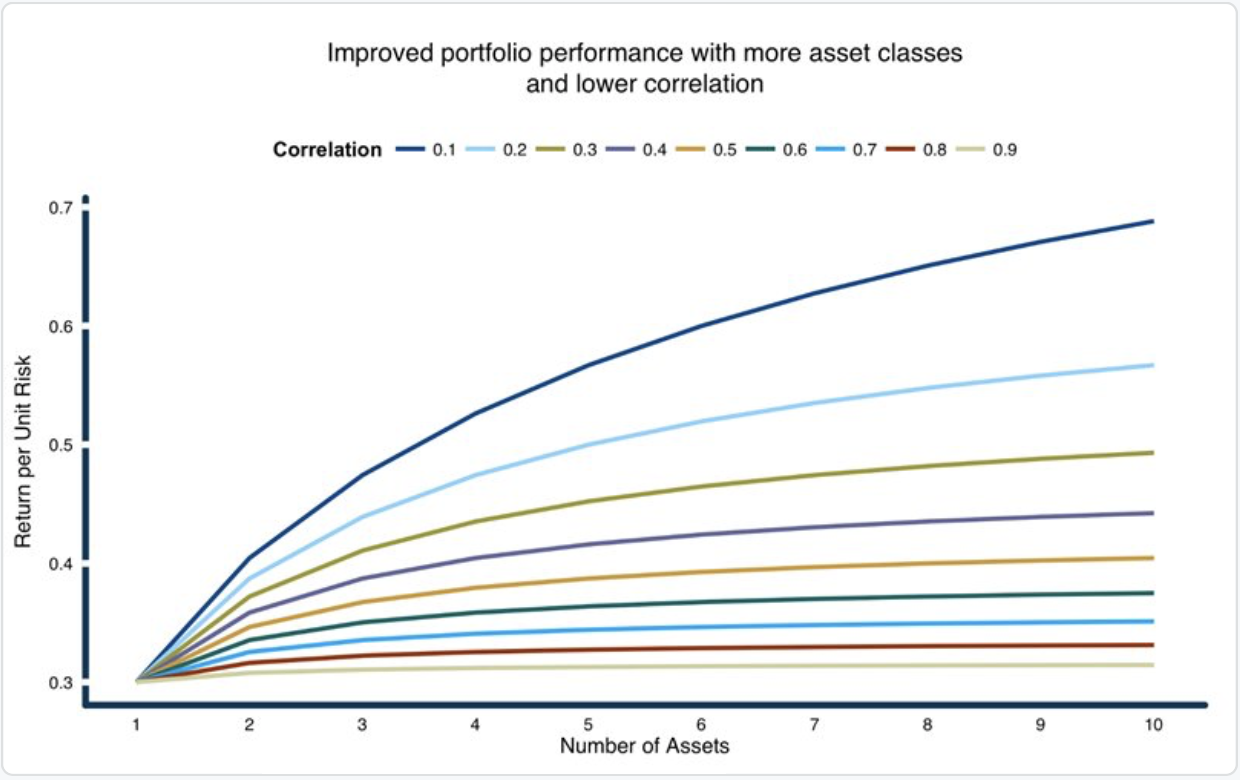 Improved portfolio performance with more asset classes
and lower correlation
Correlation 0.1 0.2 0.3 0.4 0.5 0.6 0.7 0.8 0.9
0.7
0.6
0.5
0.4
0.3
Return per Unit Risk
1 2 3 4 5 6 7 8 9 10
Number of Assets